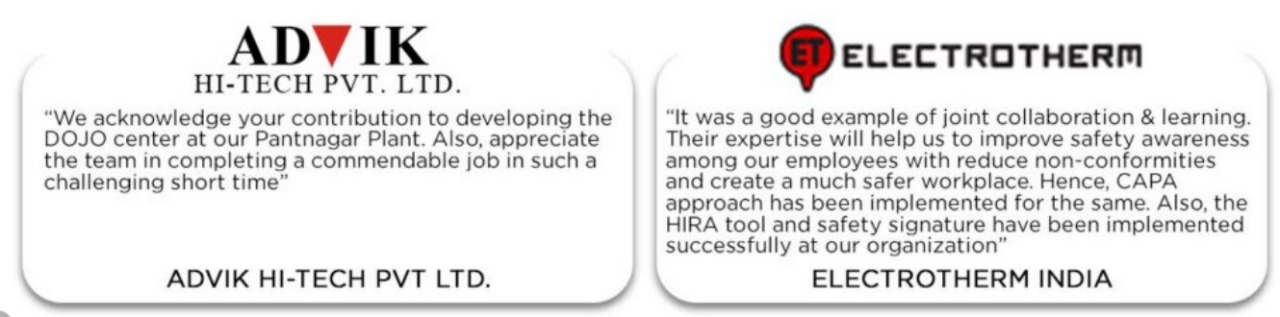 ADVIK
HI-TECH PVT. LTD.
“We acknowledge your contribution to developing the
DOJO center at our Pantnagar Plant. Also, appreciate
the team in completing a commendable job in such a
challenging short time”
ADVIK HI-TECH PVT LTD.
ET ELECTROTHERM
“It was a good example of joint collaboration & learning.
Their expertise will help us to improve safety awareness
among our employees with reduce non-conformities
and create a much safer workplace. Hence, CAPA
approach has been implemented for the same. Also, the
HIRA tool and safety signature have been implemented
successfully at our organization”
ELECTROTHERM INDIA